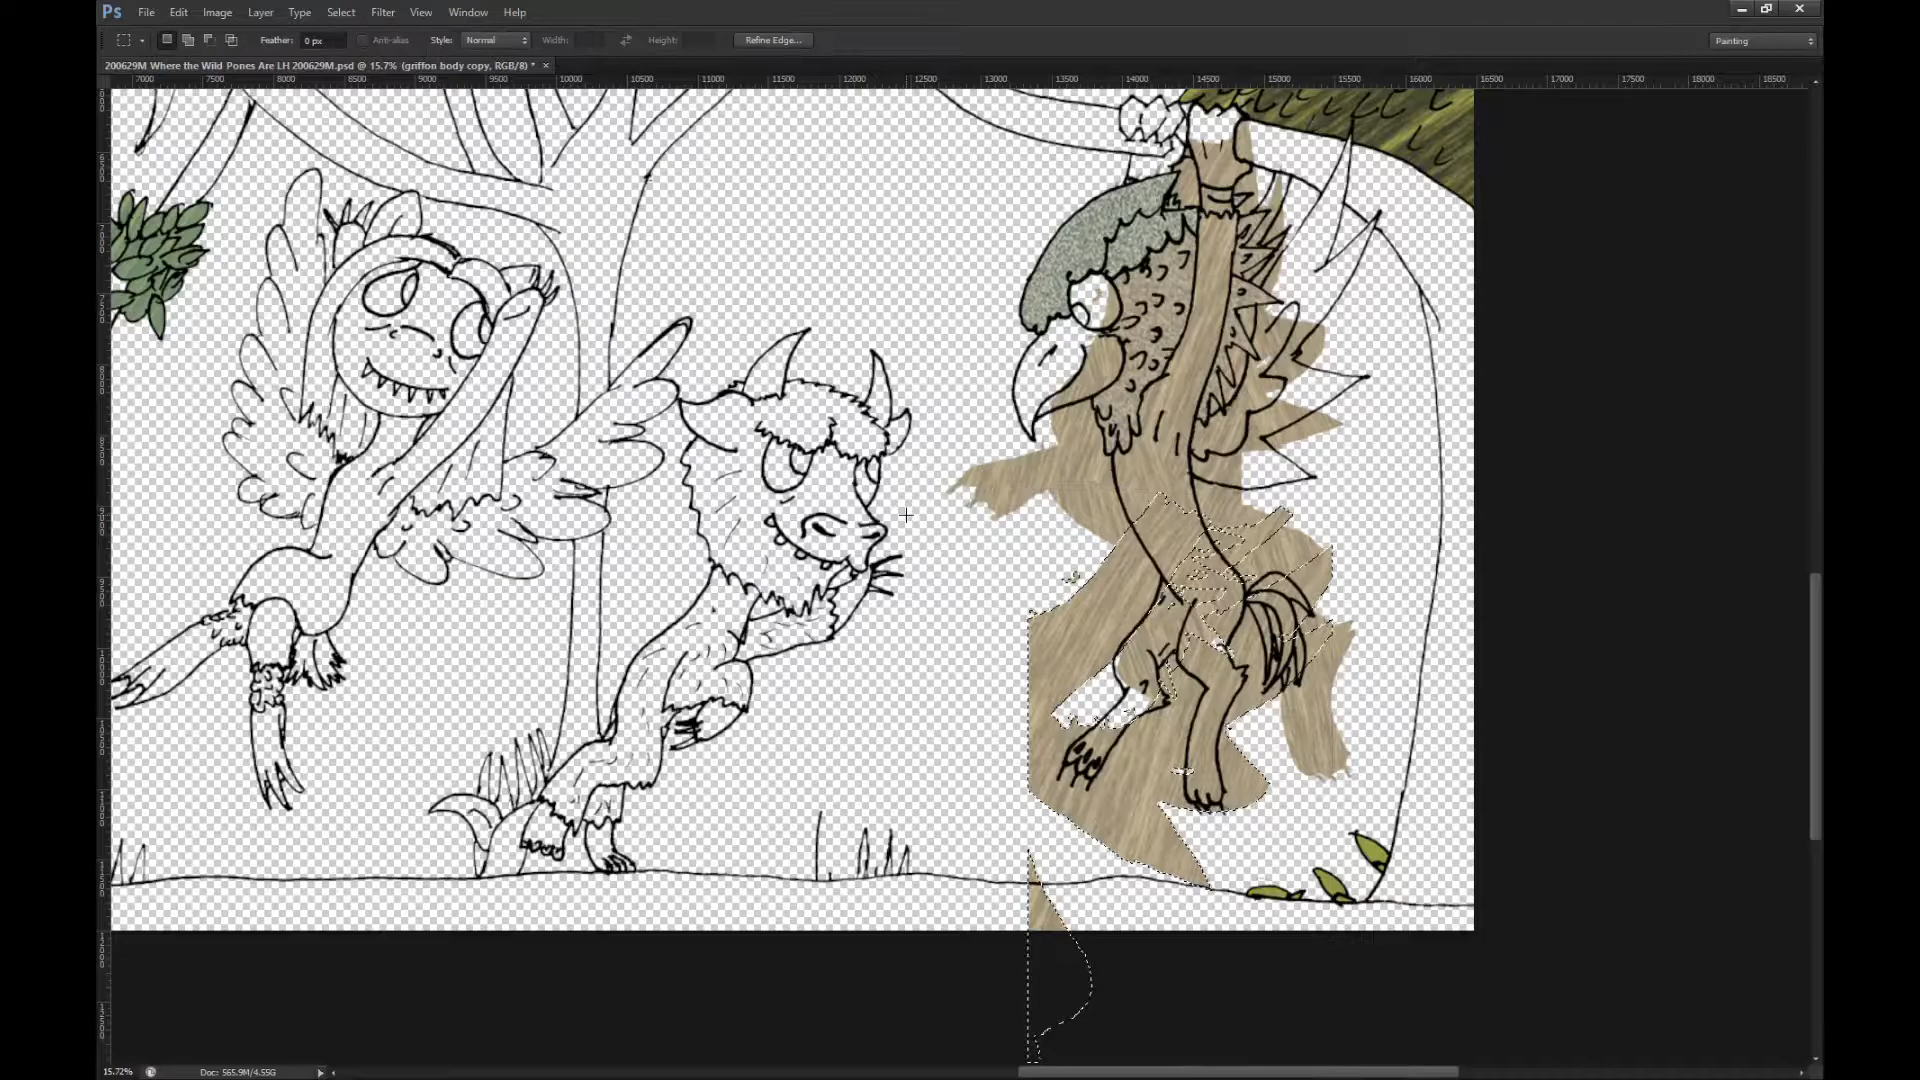 Ps File Edit Image Layer Type Select Filter View Window Help
Feather: 0 px Anti-alias Style: Normal Width: Height: Refine Edge... Painting
200629M Where the Wild Pones Are LH 200629M.psd @ 15.7% (griffon body copy, RGB/8) * ×
7000 7500 8000 8500 9000 9500 10000 10500 11000 11500 12000 12500 13000 13500 14000 14500 15000 15500 16000 16500 17000 17500 18000 18500
15.72% Doc: 565.9M/4.55G